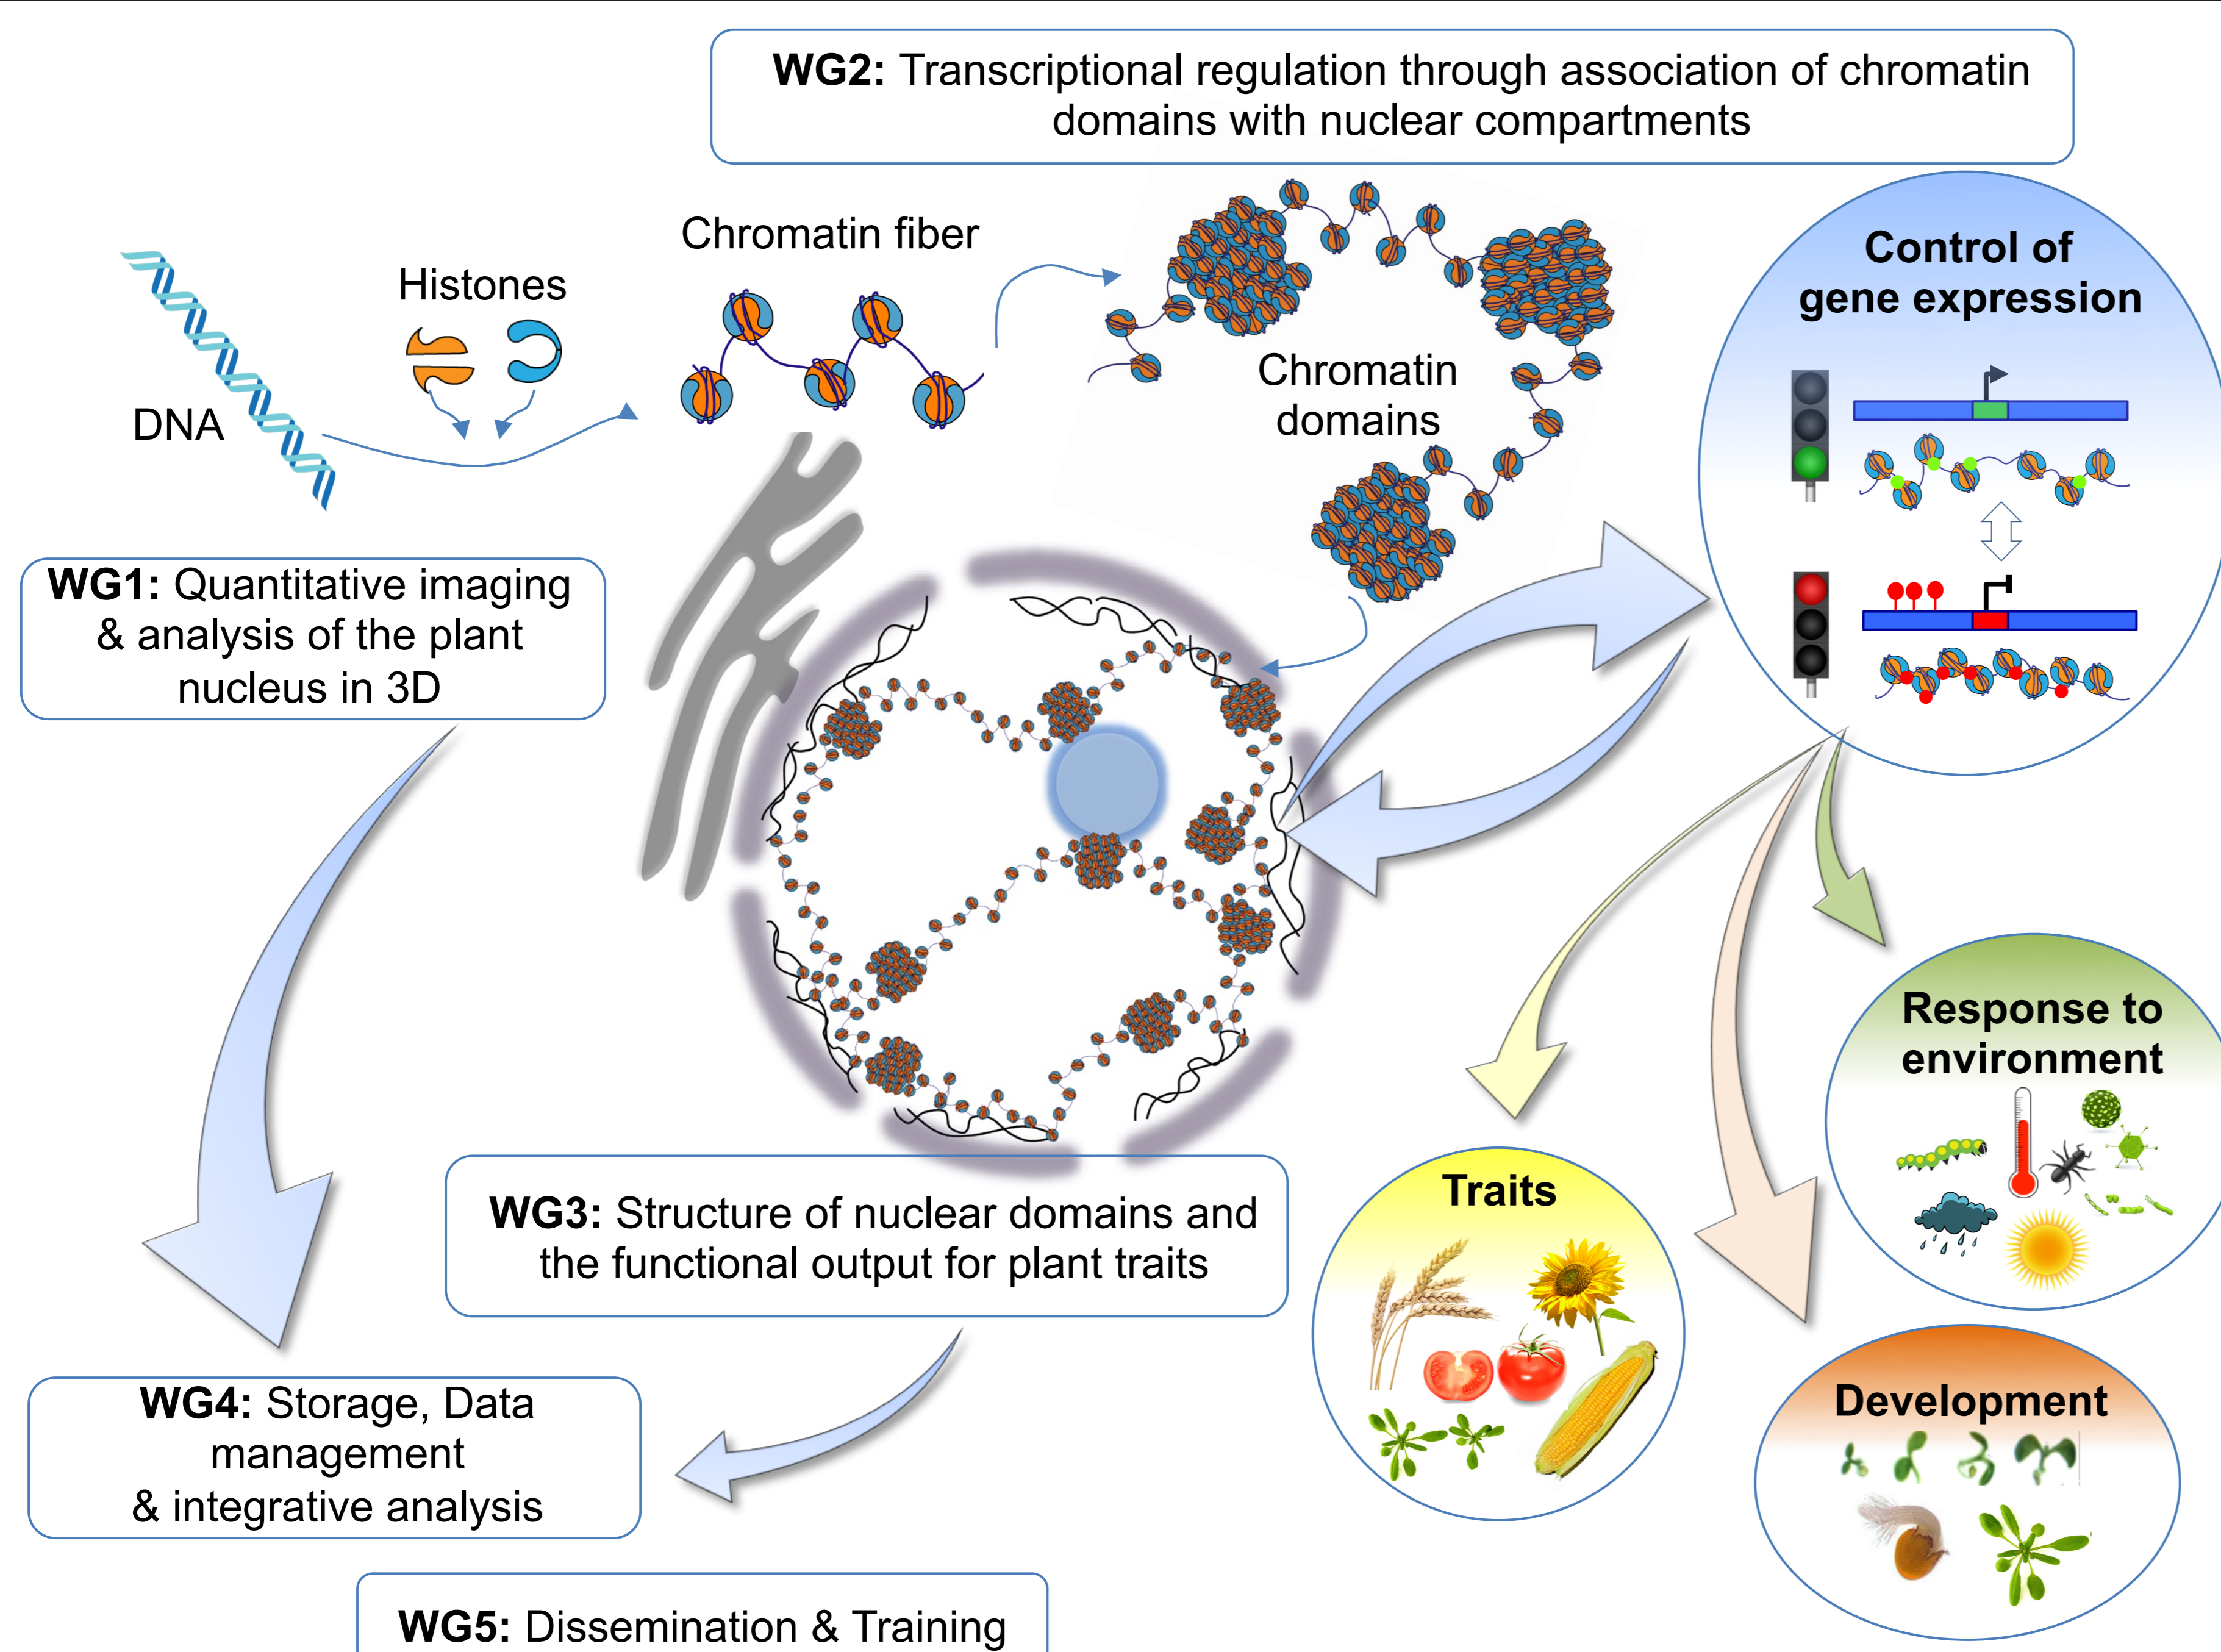 WG2: Transcriptional regulation through association of chromatin
domains with nuclear compartments
Chromatin fiber
Histones
DNA
Chromatin
domains
Control of
gene expression
WG1: Quantitative imaging
& analysis of the plant
nucleus in 3D
Response to
environment
WG3: Structure of nuclear domains and
the functional output for plant traits
Traits
WG4: Storage, Data
management
& integrative analysis
Development
WG5: Dissemination & Training